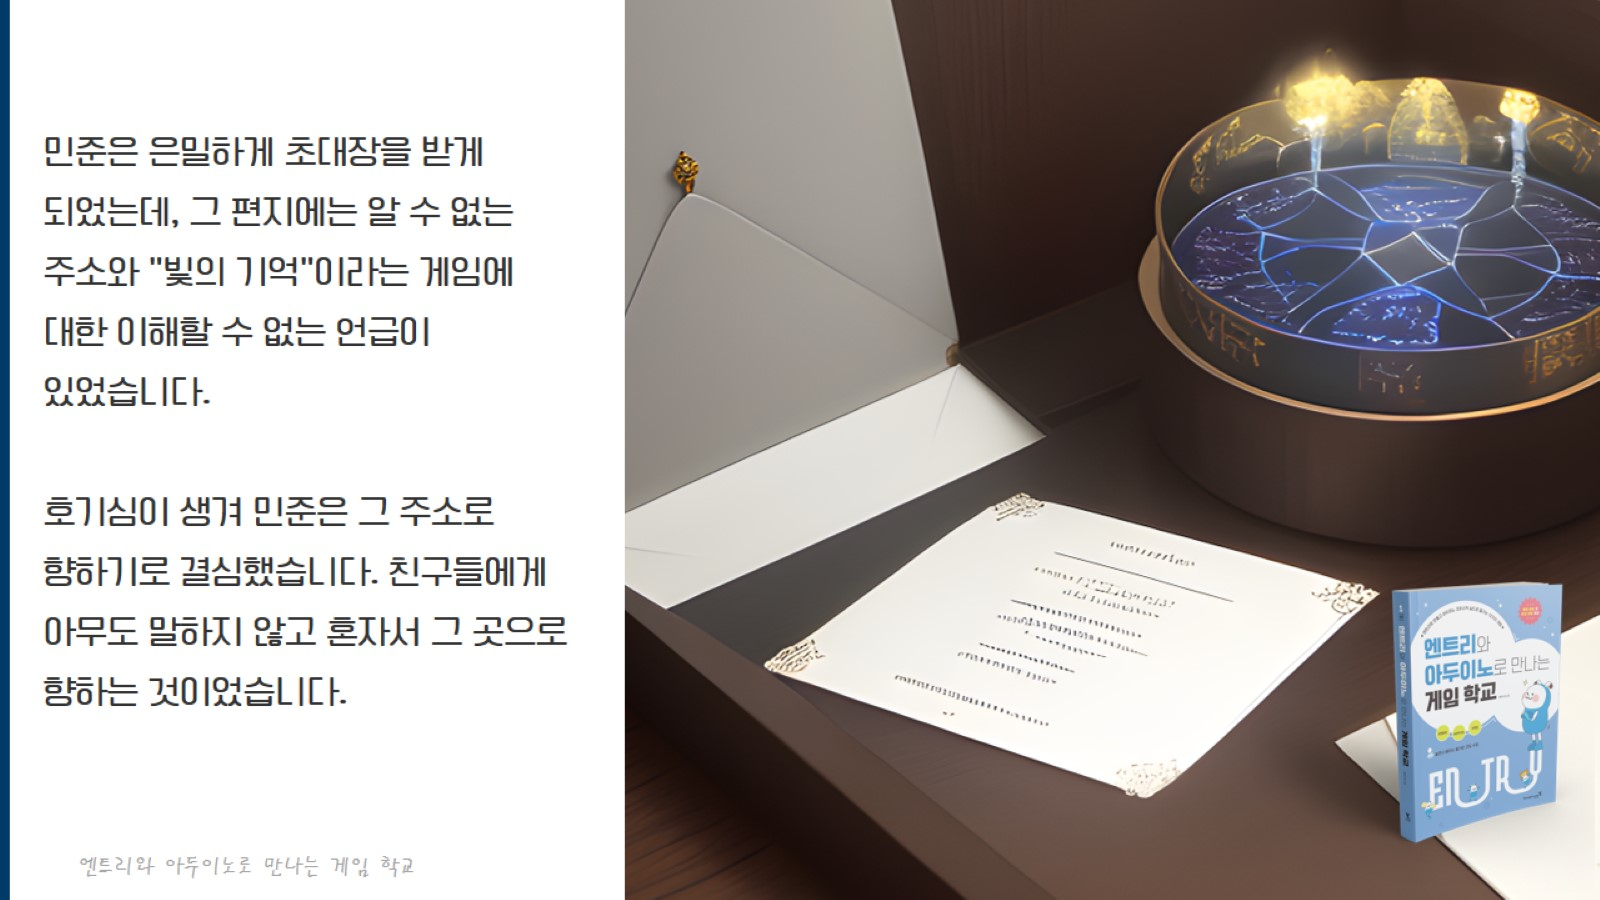 민준은 은밀하게 초대장을 받게
되었는데, 그 편지에는 알 수 없는
주소와 "빛의 기억"이라는 게임에
대한 이해할 수 없는 언급이
있었습니다.
호기심이 생겨 민준은 그 주소로
향하기로 결심했습니다. 친구들에게
아무도 말하지 않고 혼자서 그 곳으로
향하는 것이었습니다.
엔트리와 아두이노로 만나는 게임 학교
엔트리와
아두이노로 만나는
게임 학교
ENTRY